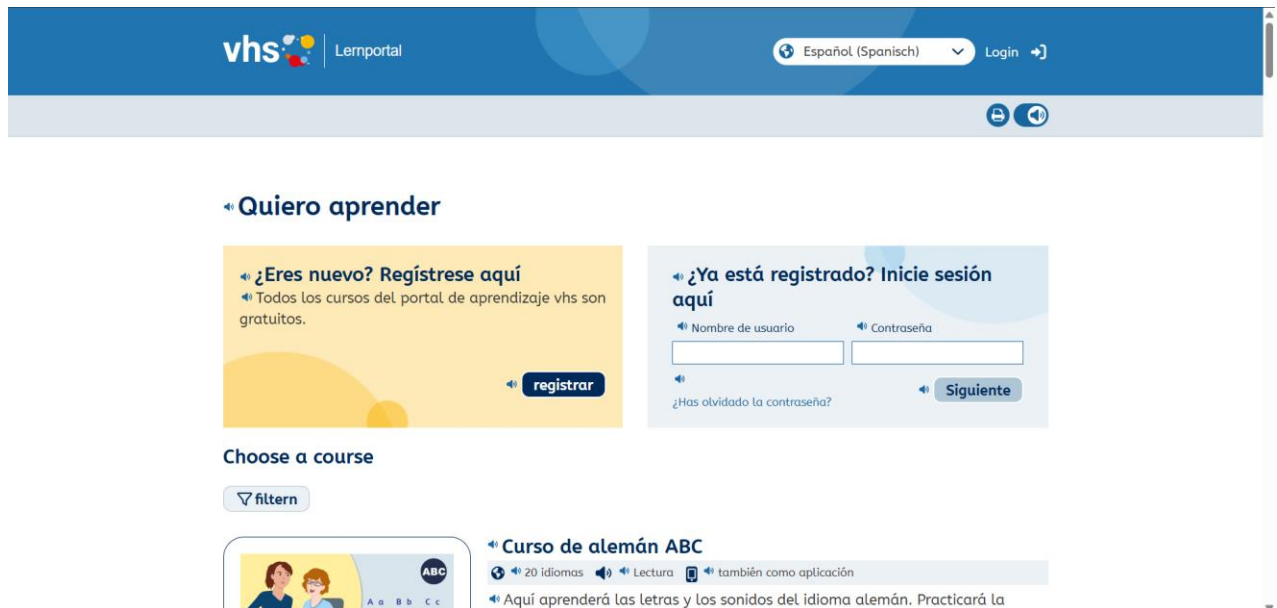 vhs Lernportal
Español (Spanisch)
Login
Quiero aprender
¿Eres nuevo? Regístrese aquí
Todos los cursos del portal de aprendizaje vhs son
gratuitos.
registrar
¿Ya está registrado? Inicie sesión
aquí
Nombre de usuario
Contraseña
¿Has olvidado la contraseña?
Siguiente
Choose a course
filtern
ABC
A a B b C c
Curso de alemán ABC
20 idiomas
Lectura
también como aplicación
Aquí aprenderá las letras y los sonidos del idioma alemán. Practicará la